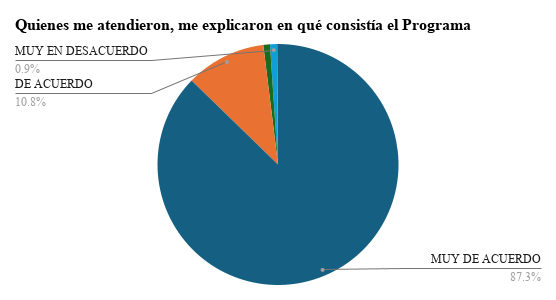 Quienes me atendieron, me explicaron en qué consistía el Programa
MUY EN DESACUERDO
0.9%
DE ACUERDO
10.8%
MUY DE ACUERDO
87.3%